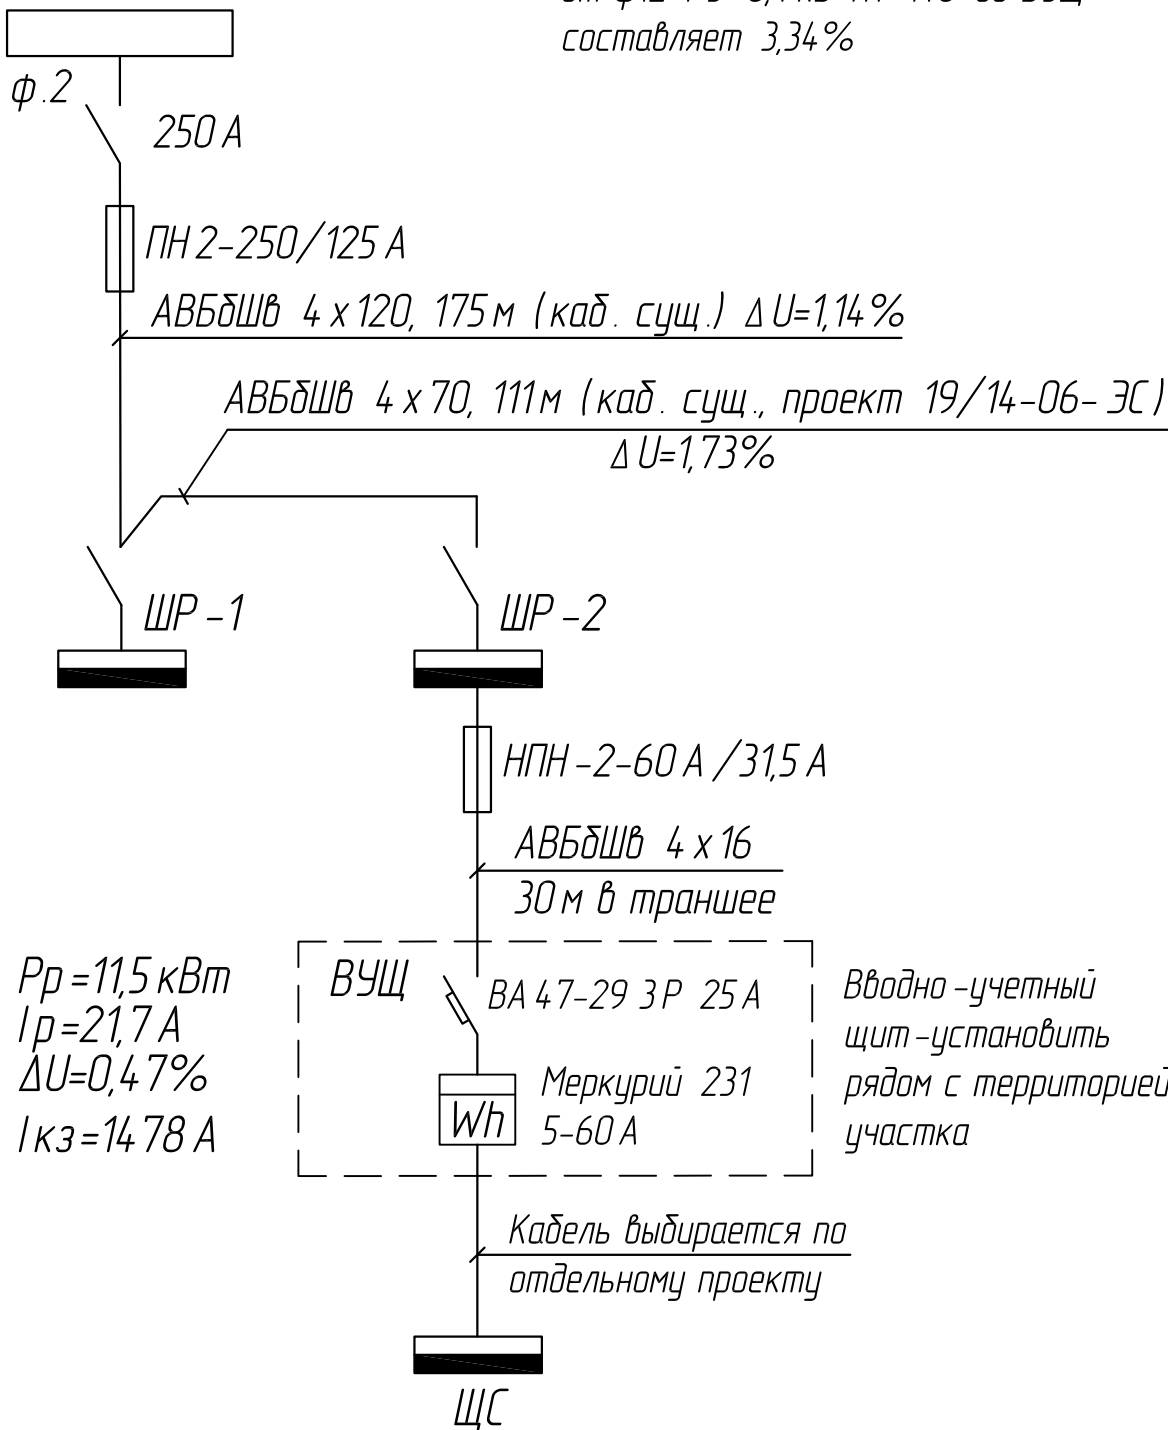 составляет 3,34%
ф.2
250 А
ПН 2-250/125 А
АВБбШв 4 х 120, 175 м (каб. сущ.) ΔU=1,14%
АВБбШв 4 х 70, 111 м (каб. сущ., проект 19/14-06-ЭС)
ΔU=1,73%
ШР-1
ШР-2
НПН-2-60 А/31,5 А
АВБбШв 4 х 16
30 м в траншее
Рр=11,5 кВт
Iр=21,7 А
ΔU=0,47%
Iкз=1478 А
ВУЩ
ВА 47-29 3Р 25 А
Меркурий 231
5-60 А
Wh
Вводно-учетный
щит-установить
рядом с территорией
участка
Кабель выбирается по
отдельному проекту
ЩС